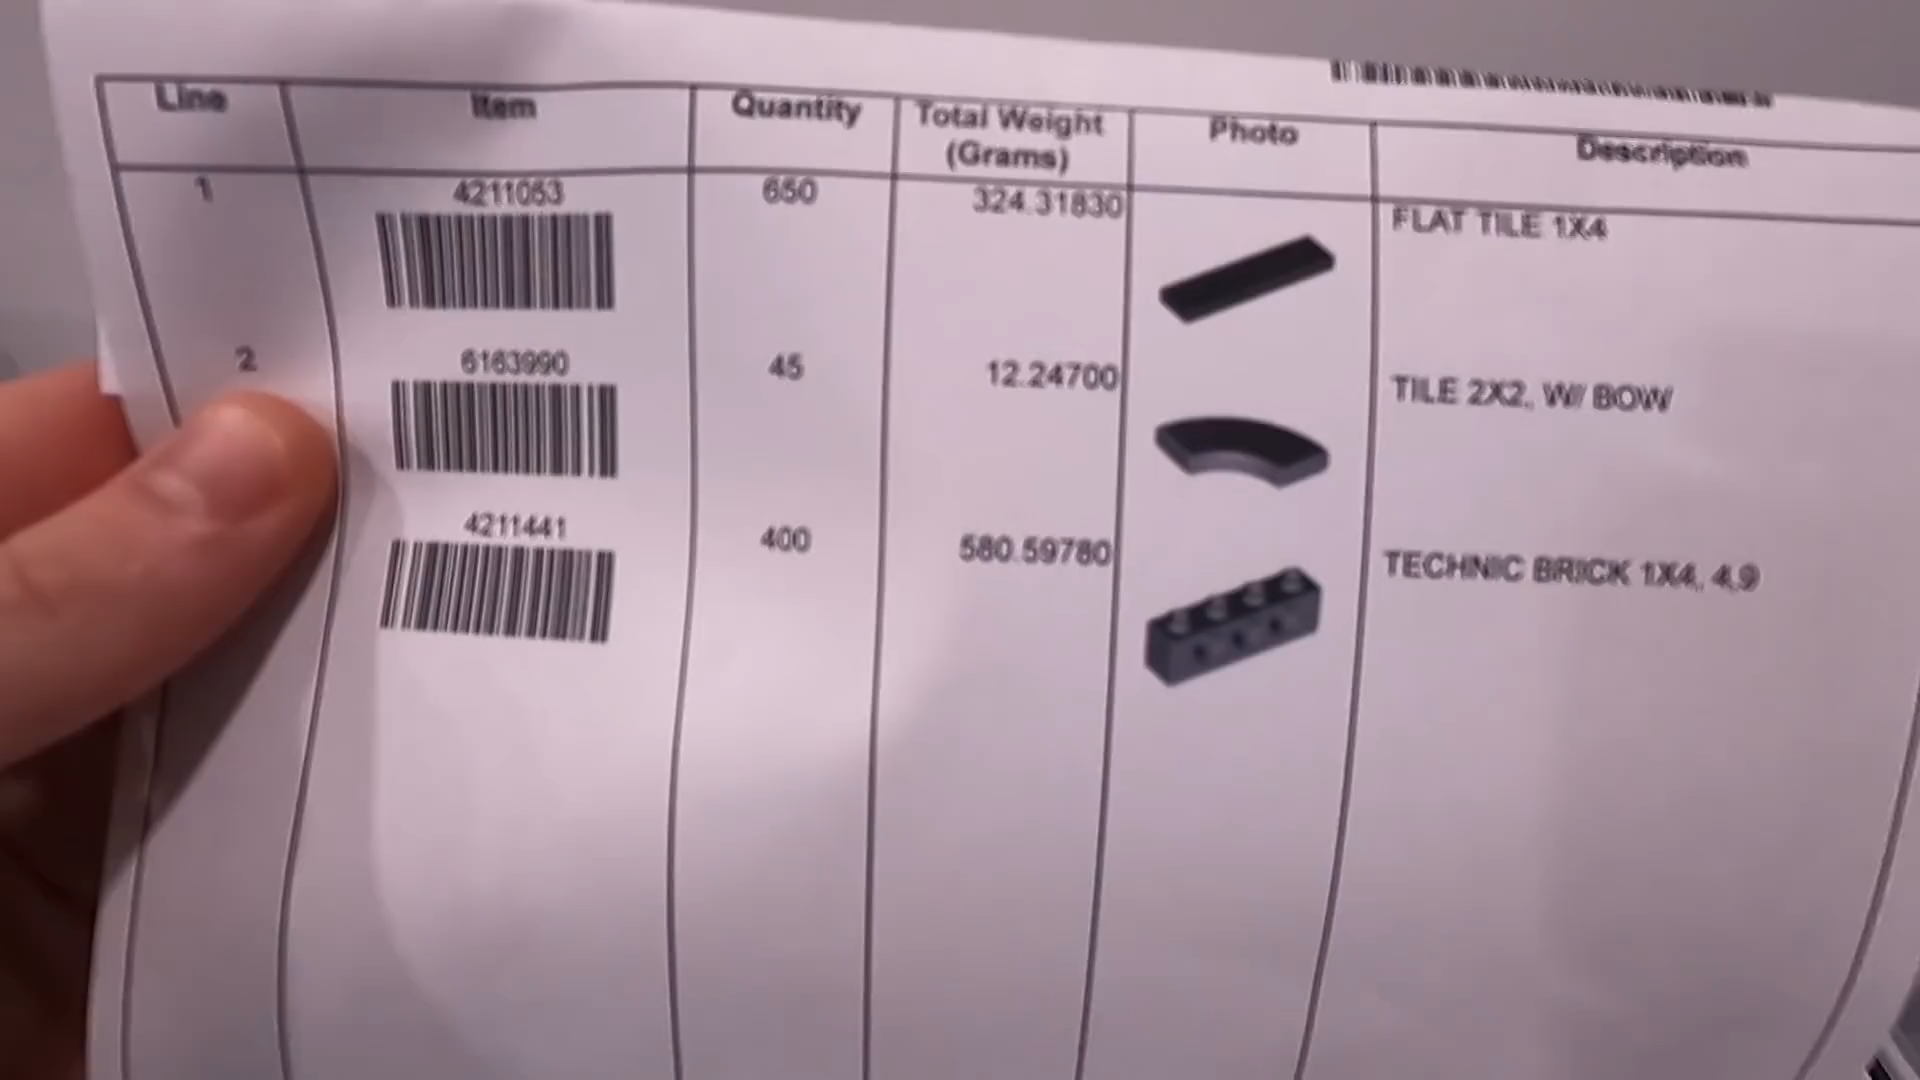 Line Item Quantity Total Weight (Grams) Photo Description
1 4211053 650 324.31830 FLAT TILE 1X4
2 6163990 45 12.24700 TILE 2X2, W/ BOW
4211441 400 580.59780 TECHNIC BRICK 1X4, 4,9